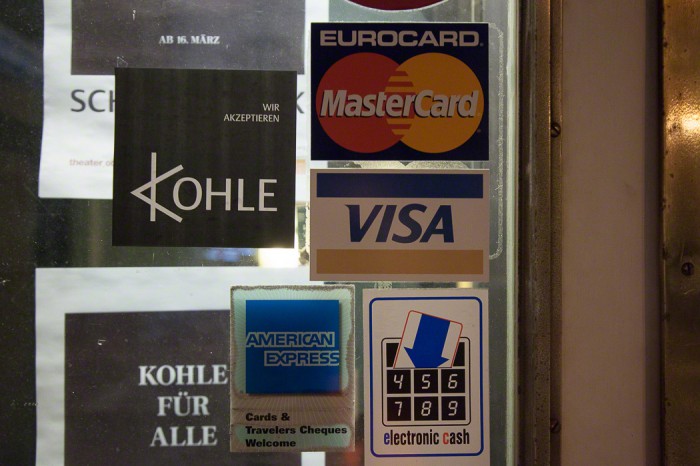 AB 16. MÄRZ
SCH
K
theater
WIR
AKZEPTIEREN
KOHLE
EUROCARD
MasterCard
VISA
KOHLE
FÜR
ALLE
AMERICAN
EXPRESS
Cards &
Travelers Cheques
Welcome
4 5 6
7 8 9
electronic cash